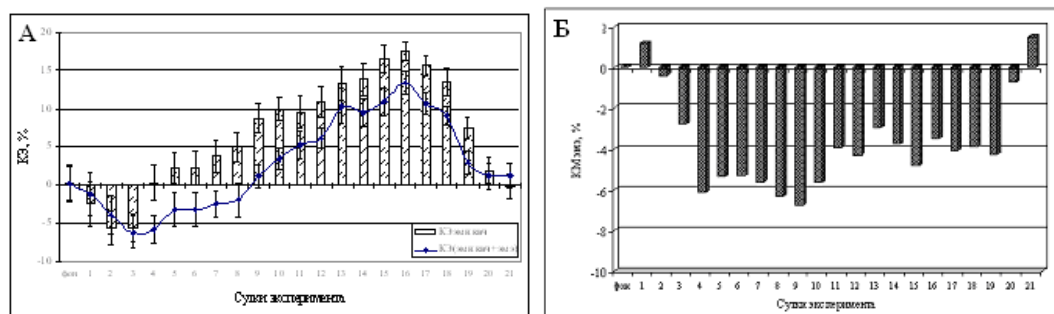 А
КЭ, %
20
15
10
5
0
-5
-10
фон 1 2 3 4 5 6 7 8 9 10 11 12 13 14 15 16 17 18 19 20 21
Сутки эксперимента
Б
КМэиз, %
2
0
-2
-4
-6
-8
-10
фон 1 2 3 4 5 6 7 8 9 10 11 12 13 14 15 16 17 18 19 20 21
Сутки эксперимента